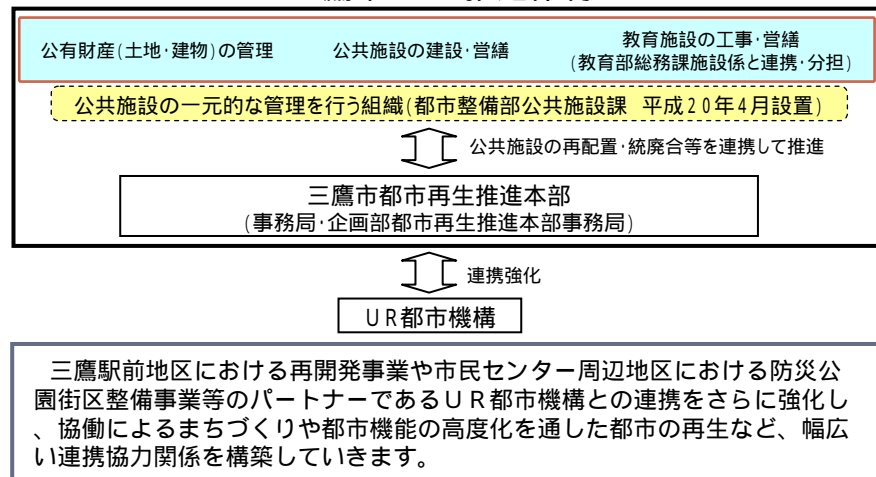 公有財産(土地・建物)の管理
公共施設の建設・営繕
教育施設の工事・営繕
(教育部総務課施設係と連携・分担)
公共施設の一元的な管理を行う組織(都市整備部公共施設課 平成20年4月設置)
公共施設の再配置・統廃合等を連携して推進
三鷹市都市再生推進本部
(事務局・企画部都市再生推進本部事務局)
連携強化
UR都市機構
三鷹駅前地区における再開発事業や市民センター周辺地区における防災公
園街区整備事業等のパートナーであるUR都市機構との連携をさらに強化し
、協働によるまちづくりや都市機能の高度化を通した都市の再生など、幅広
い連携協力関係を構築していきます。